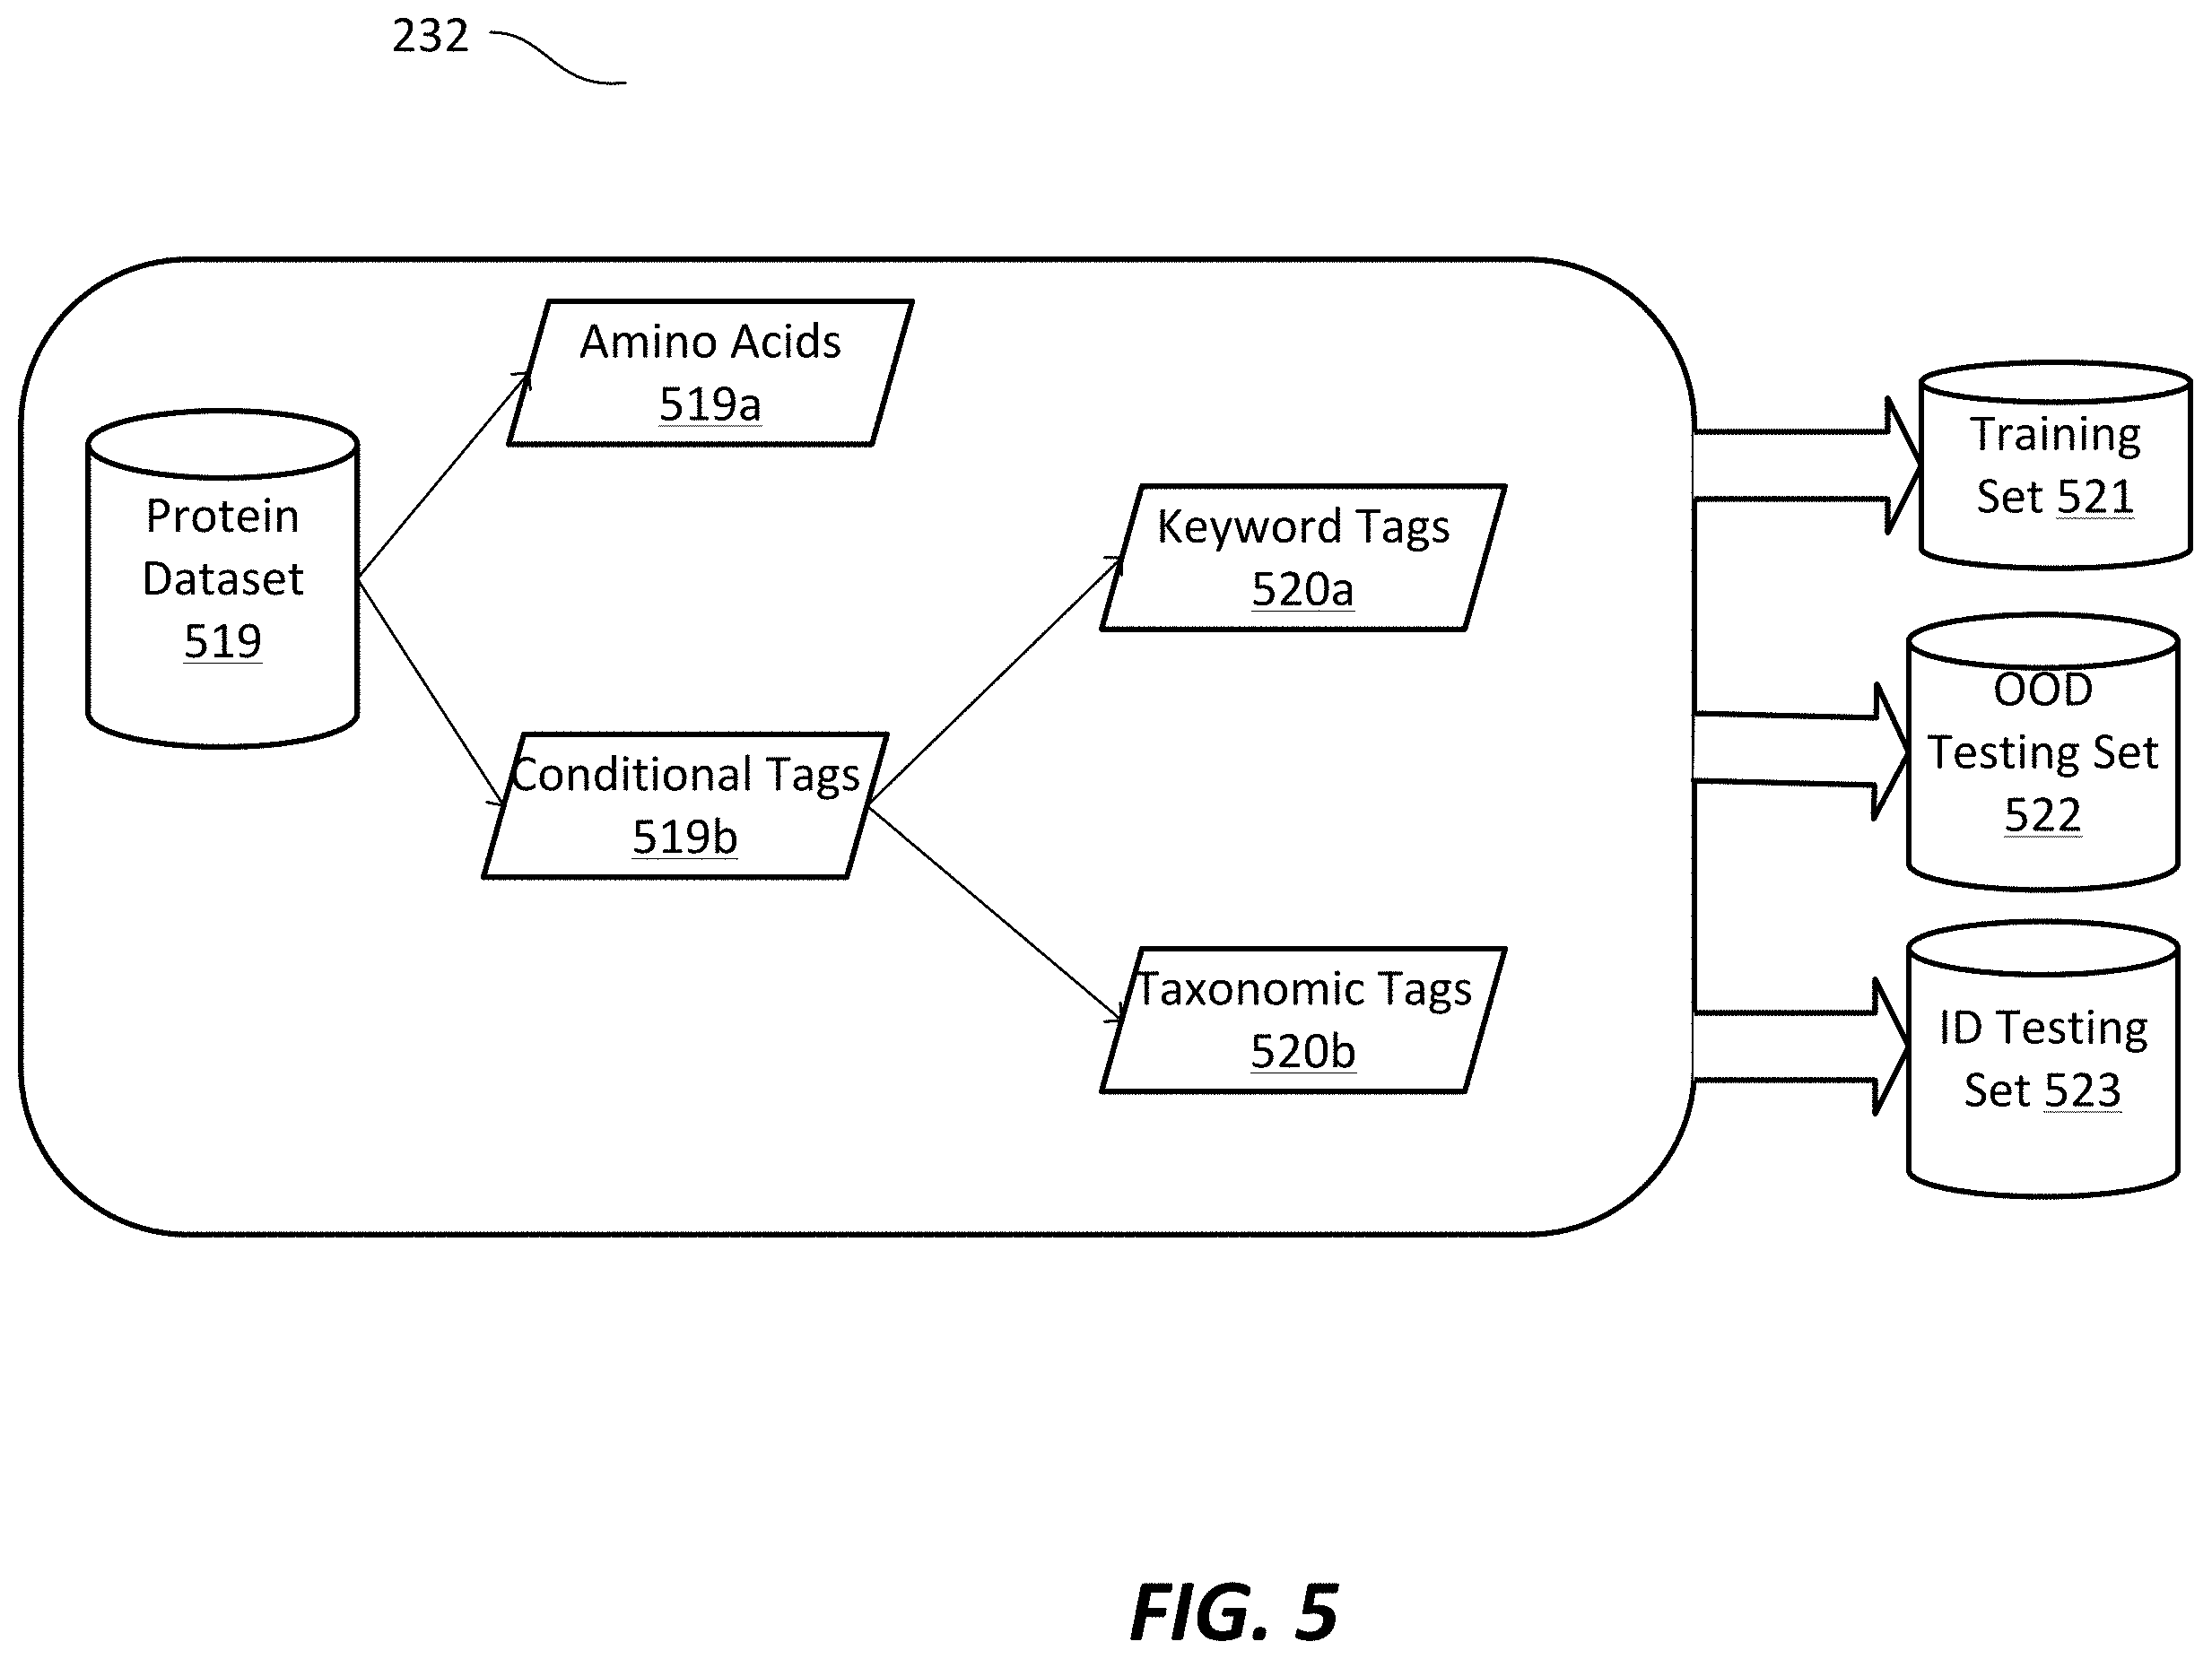 232
Amino Acids
519a
Protein
Dataset
519
Conditional Tags
519b
Keyword Tags
520a
Taxonomic Tags
520b
Training
Set 521
OOD
Testing Set
522
ID Testing
Set 523
FIG. 5